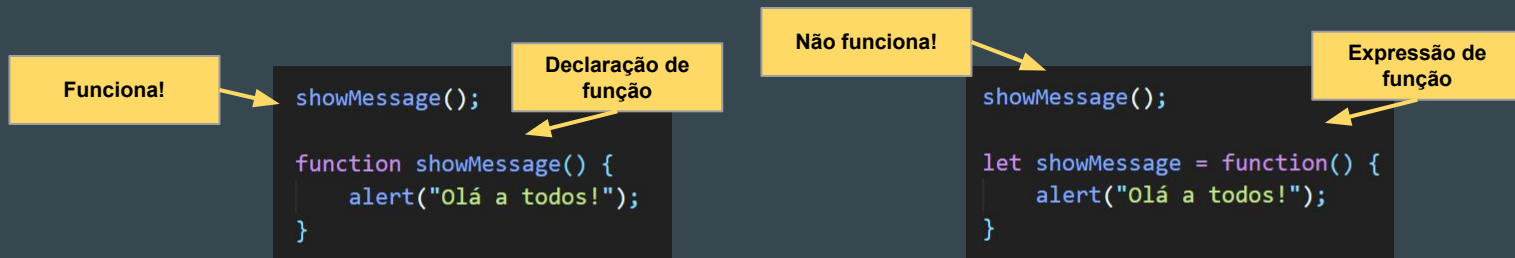 Funciona!
Declaração de
função
showMessage();
function showMessage() {
    alert("Olá a todos!");
}
Não funciona!
Expressão de
função
showMessage();
let showMessage = function() {
    alert("Olá a todos!");
}